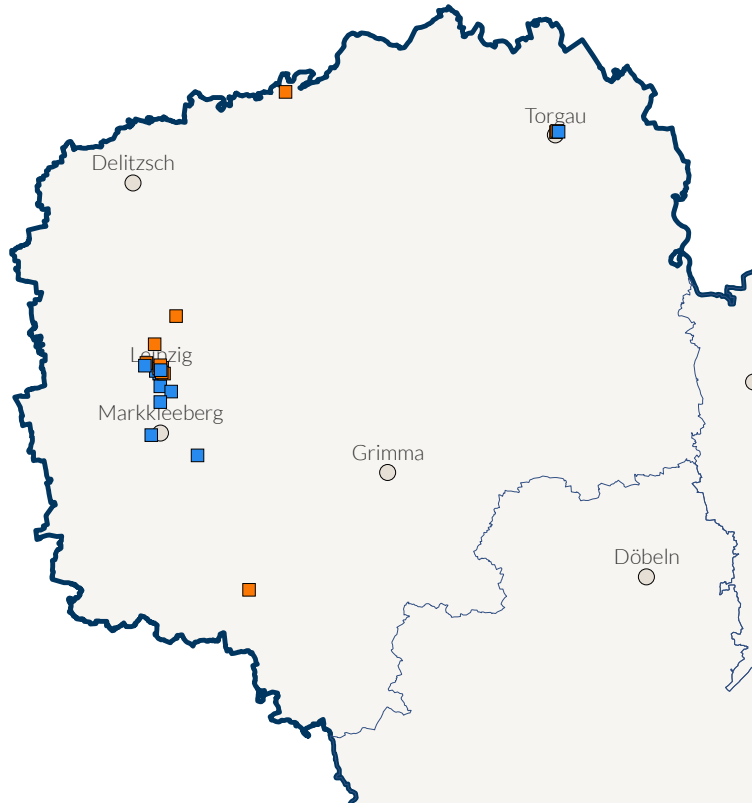 Torgau
Delitzsch
Leipzig
Markkleeberg
Grimma
Döbeln